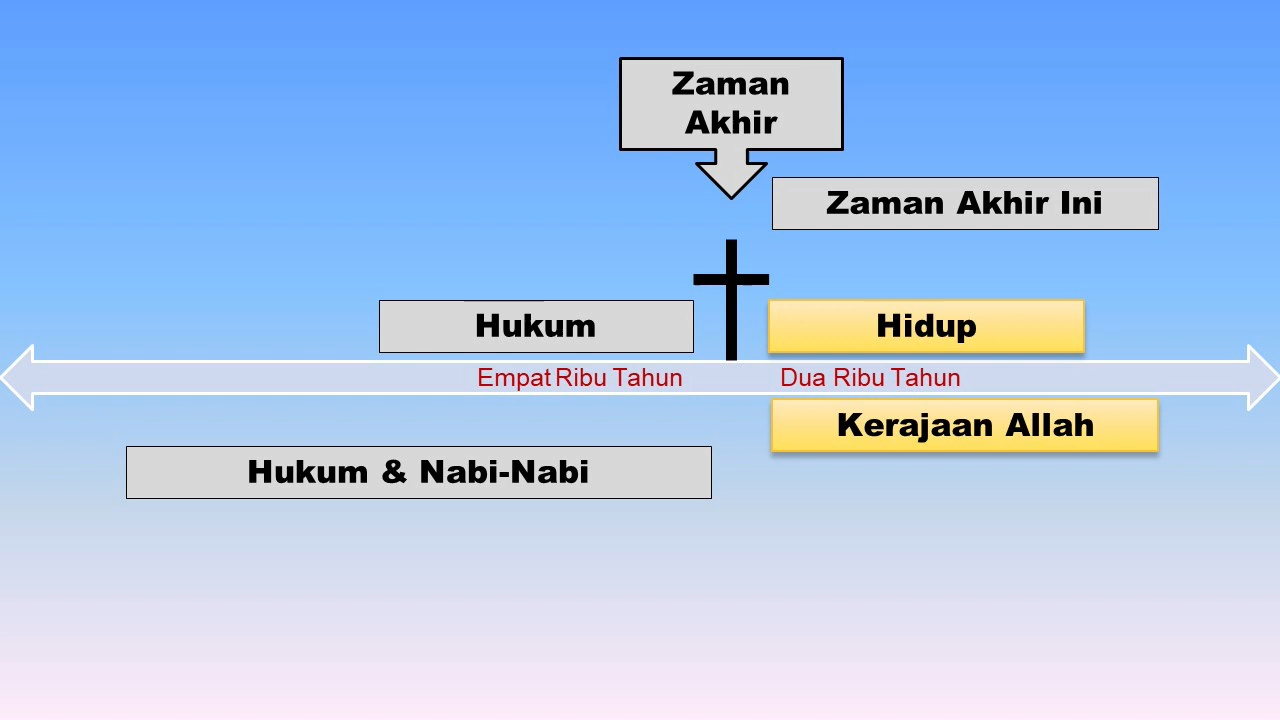 Zaman
Akhir
Zaman Akhir Ini
Hukum
Hidup
Empat Ribu Tahun
Dua Ribu Tahun
Kerajaan Allah
Hukum & Nabi-Nabi